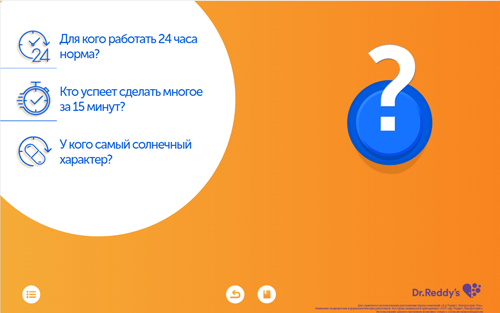 24
Для кого работать 24 часа
норма?
Кто успеет сделать многое
за 15 минут?
У кого самый солнечный
характер?
?
Dr.Reddy's